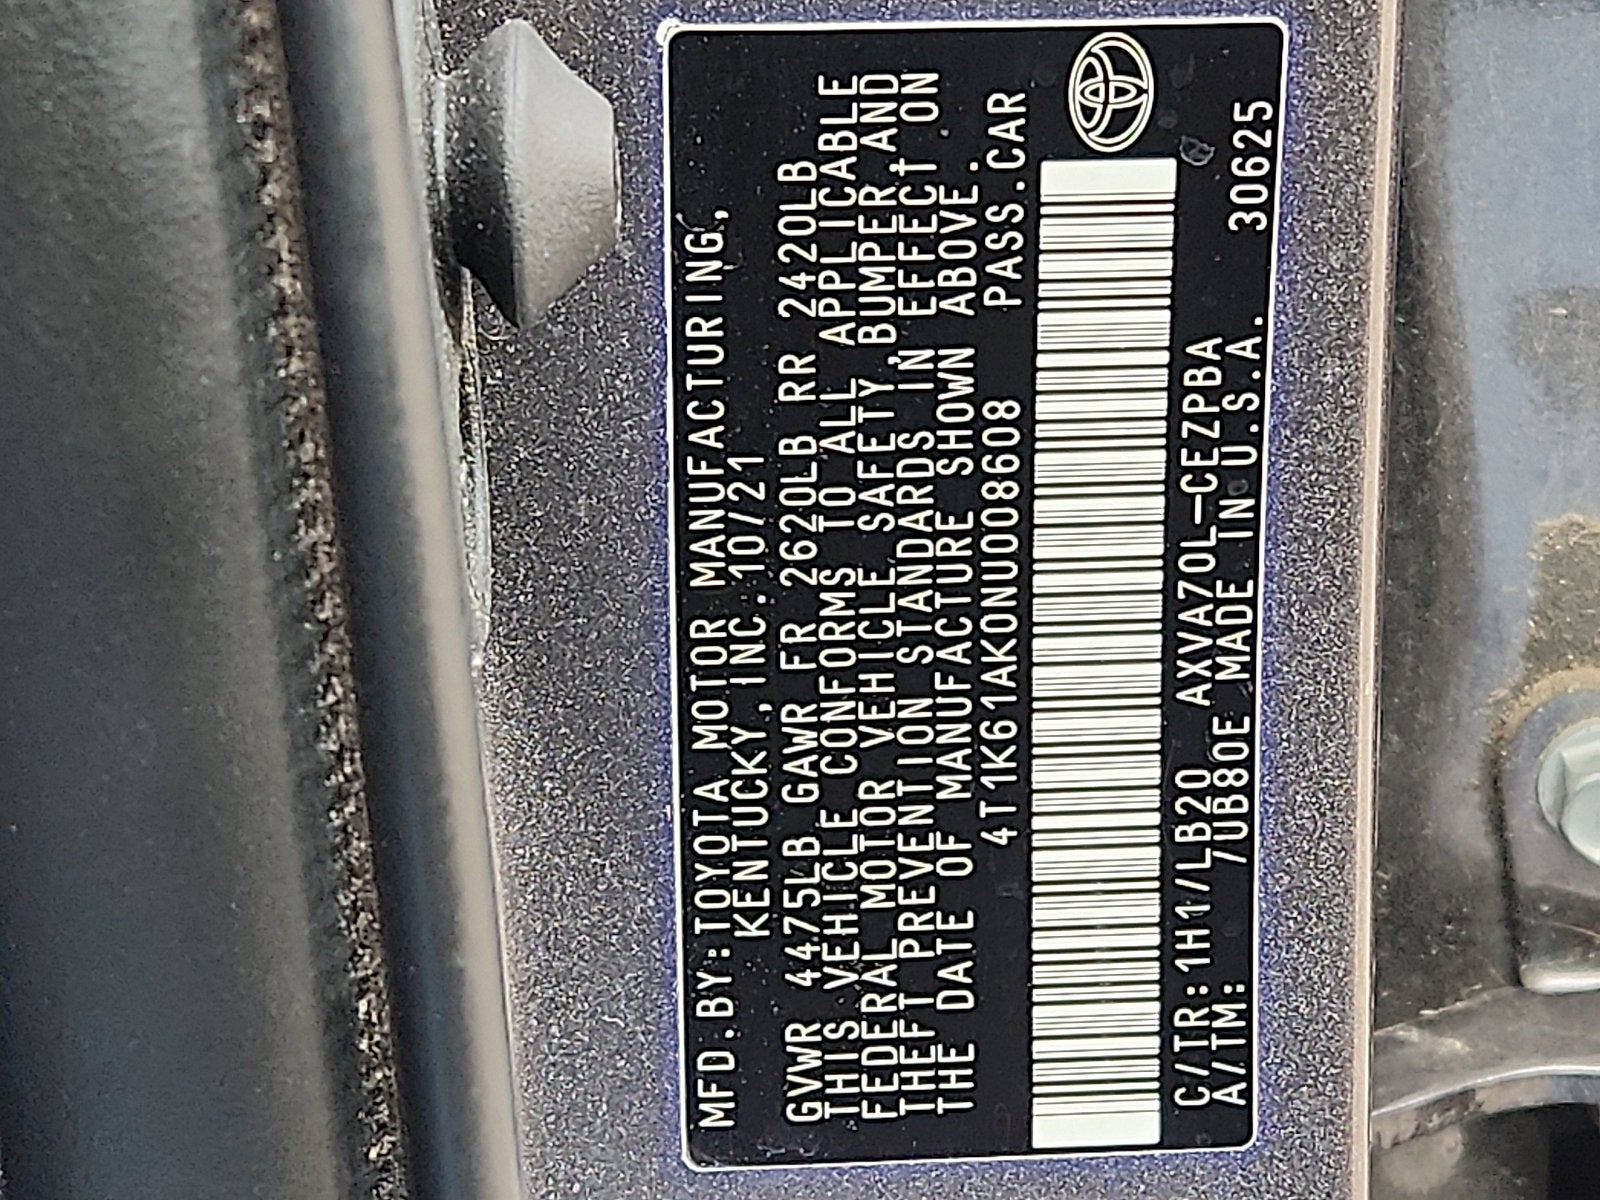 MFD.BY:TOYOTA MOTOR MANUFACTURING,
KENTUCKY, INC. 10/21
GVWR 4475LB GAWR FR 2620LB RR 2420LB
THIS VEHICLE CONFORMS TO ALL APPLICABLE
FEDERAL MOTOR VEHICLE SAFETY, BUMPER, AND
THEFT PREVENTION STANDARDS IN EFFECT ON
THE DATE OF MANUFACTURE SHOWN ABOVE.
4T1K61AK0NU008608 PASS.CAR
C/TR:1H1/LB20 AXVA70L-CEZPBA
A/TM: /UB80E MADE IN U.S.A. 30625